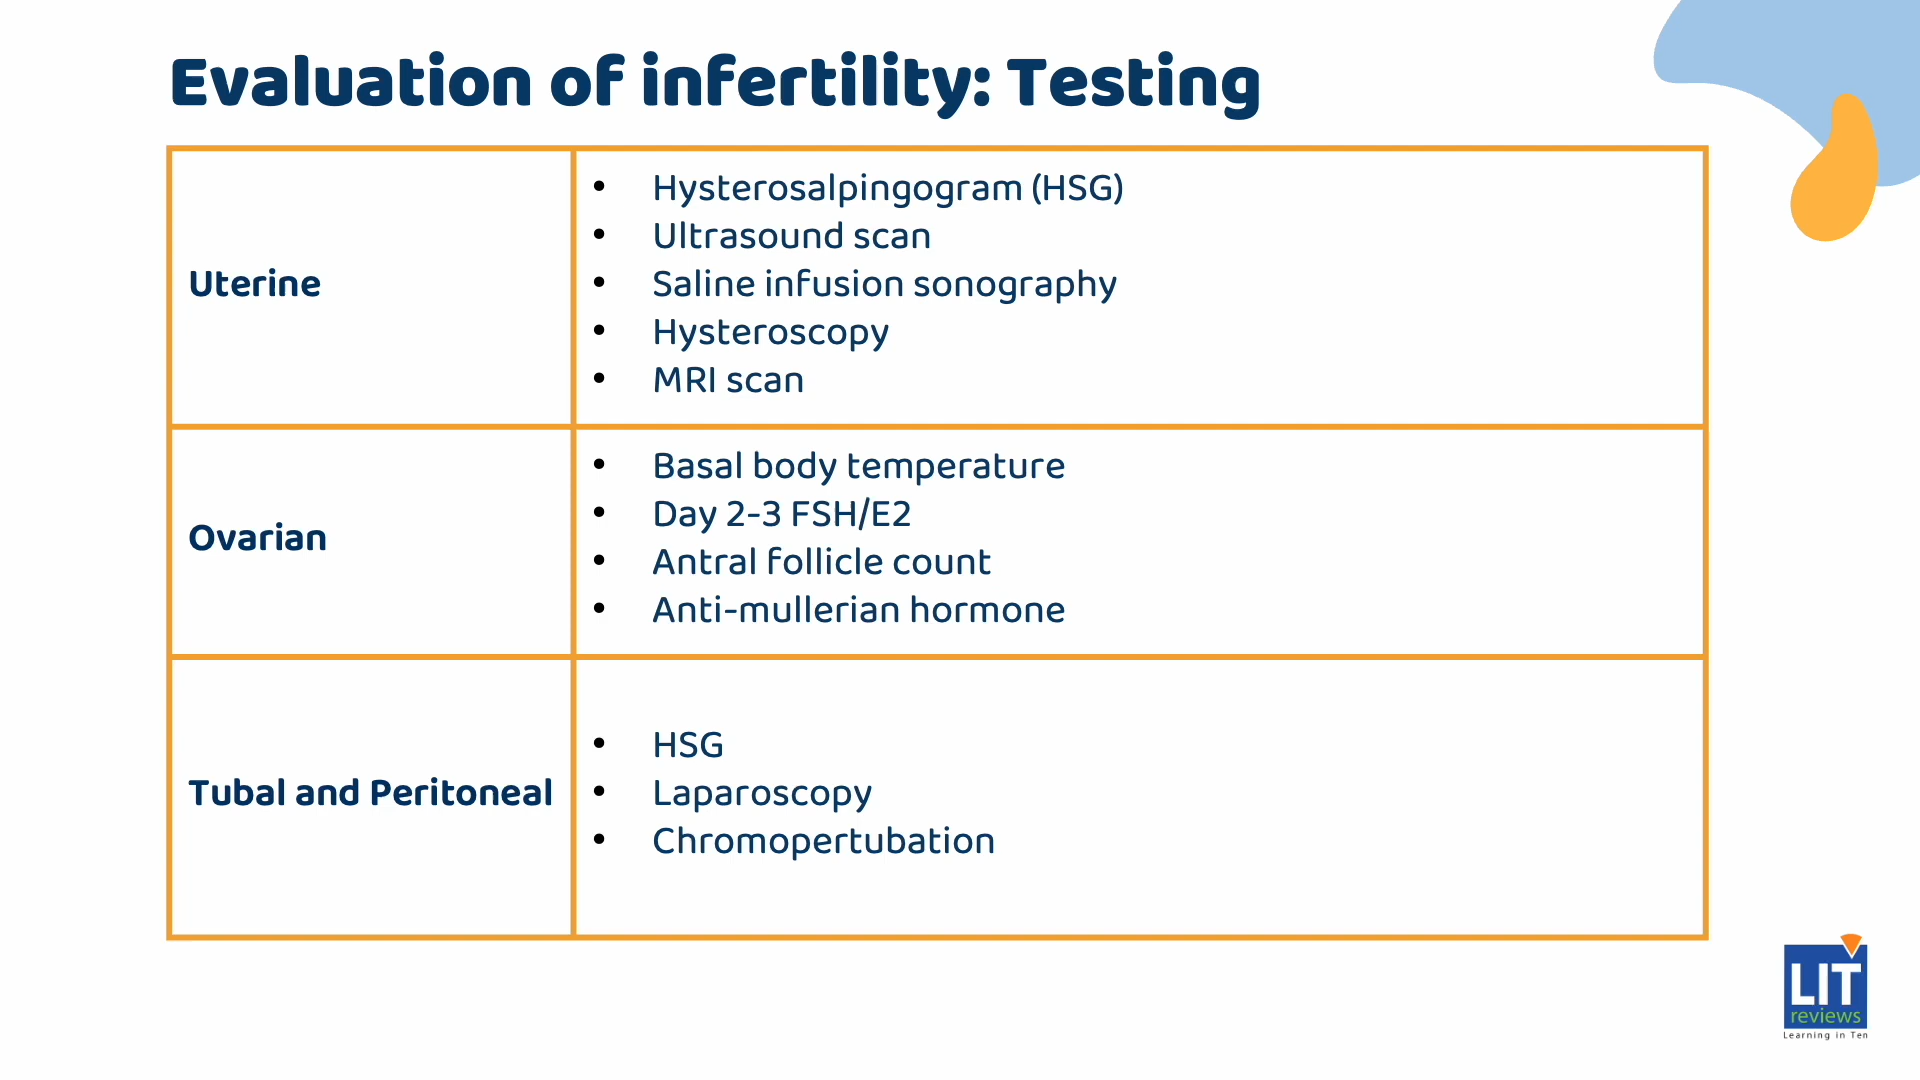 Evaluation of infertility: Testing
Uterine
• Hysterosalpingogram (HSG)
• Ultrasound scan
• Saline infusion sonography
• Hysteroscopy
• MRI scan
Ovarian
• Basal body temperature
• Day 2-3 FSH/E2
• Antral follicle count
• Anti-mullerian hormone
Tubal and Peritoneal
• HSG
• Laparoscopy
• Chromopertubation
LIT
reviews
Learning in Ten